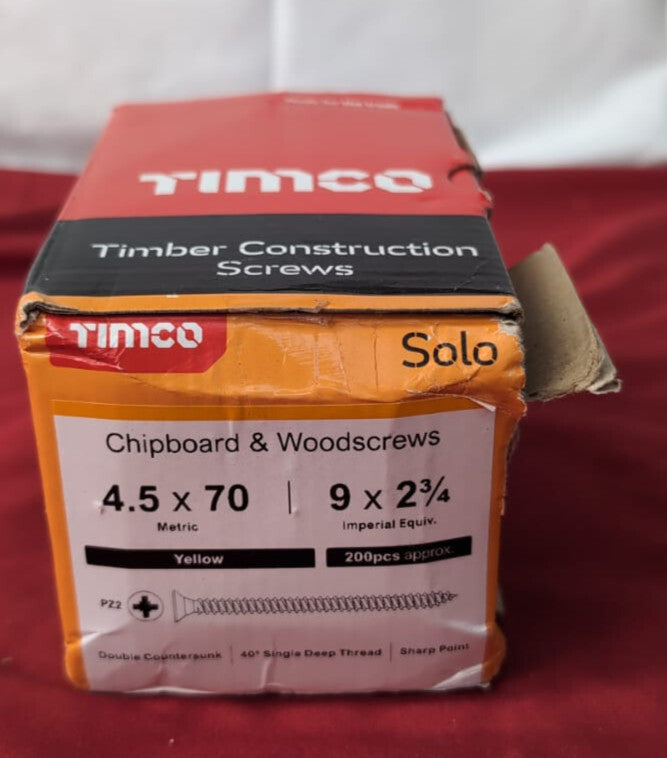 TIMCO
Timber Construction
Screws
TIMCO
Solo
Chipboard & Woodscrews
4.5 x 70 | 9 x 2¾
Metric Imperial Equiv.
Yellow 200pcs approx.
PZ2
Double Countersunk | 40° Single Deep Thread | Sharp Point